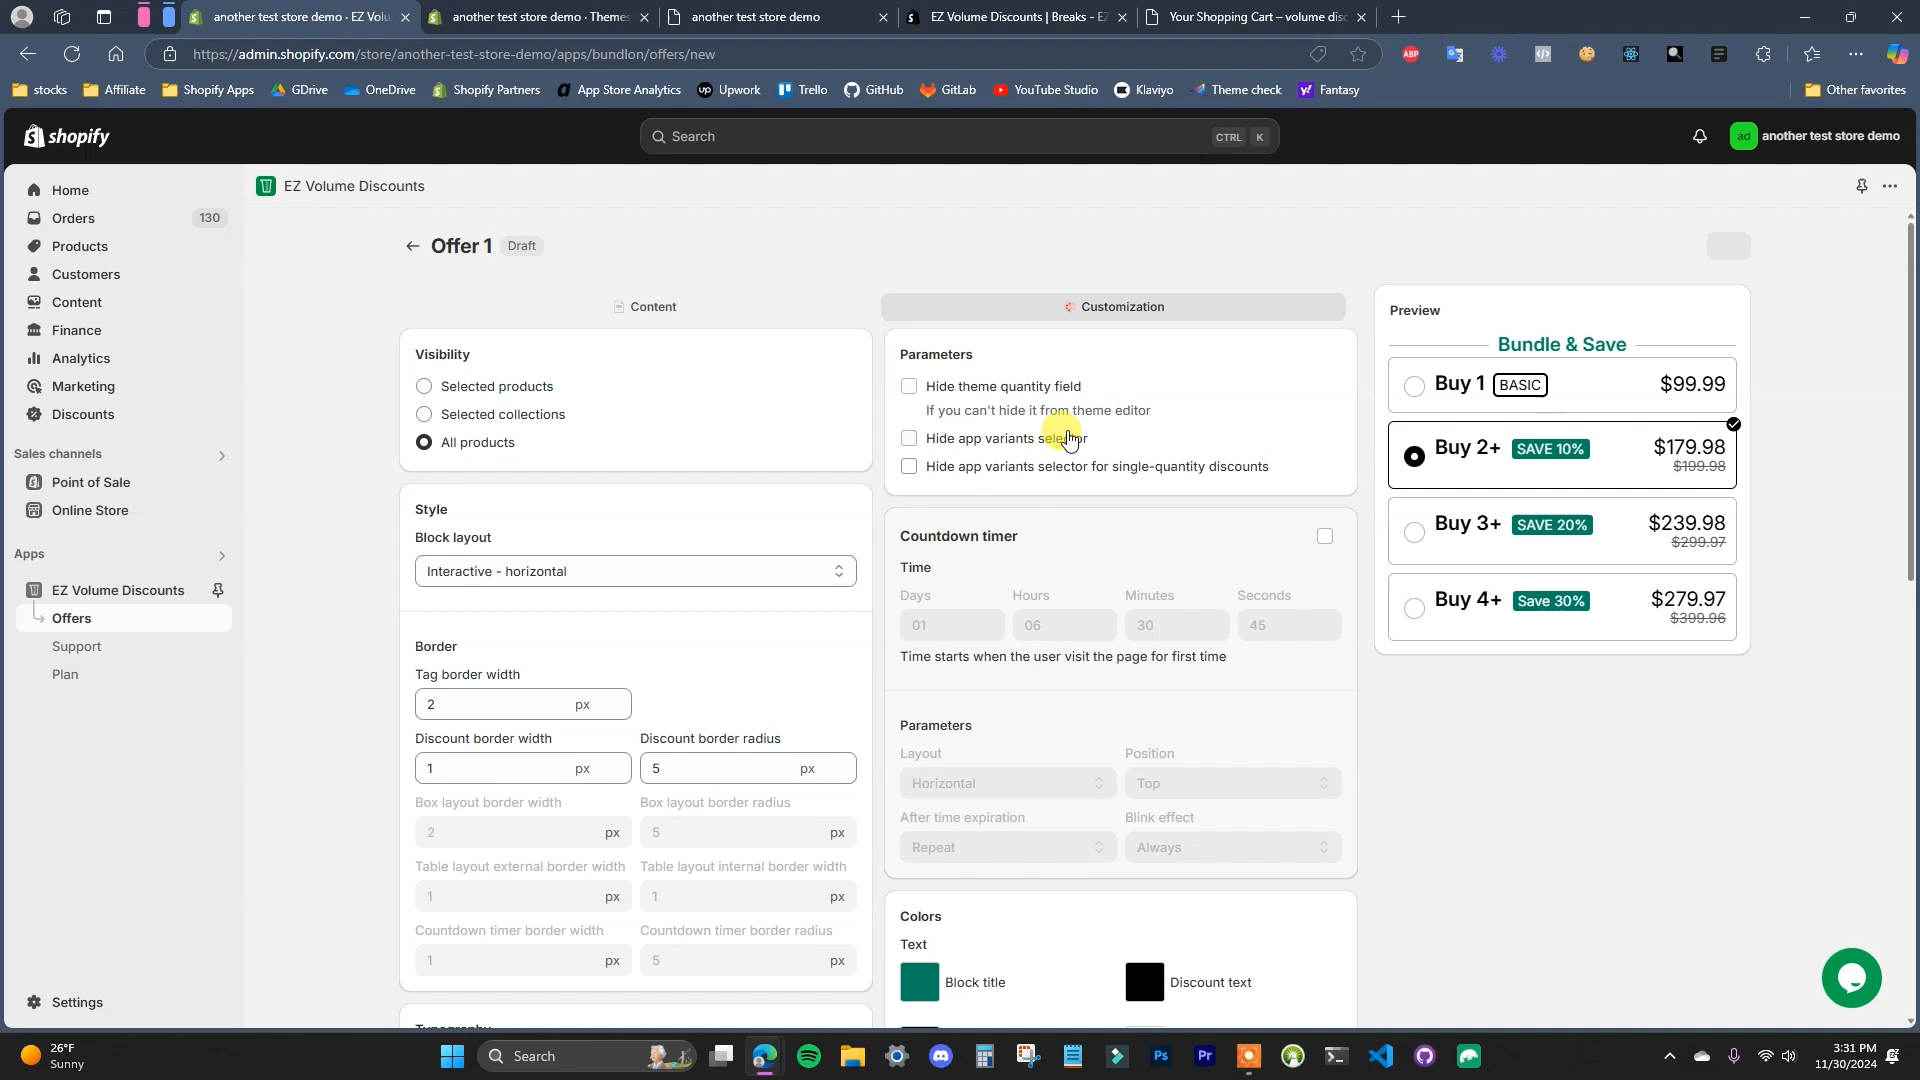 another test store demo · EZ Volu
another test store demo · Themes
another test store demo
EZ Volume Discounts | Breaks - EZ
Your Shopping Cart – volume disc
https://admin.shopify.com/store/another-test-store-demo/apps/bundlon/offers/new
ABP
stocks
Affiliate
Shopify Apps
GDrive
OneDrive
Shopify Partners
App Store Analytics
up
Upwork
Trello
GitHub
GitLab
YouTube Studio
Klaviyo
Theme check
Fantasy
Other favorites
shopify
Search
CTRL
K
ad
another test store demo
Home
Orders
130
Products
Customers
Content
Finance
Analytics
Marketing
Discounts
Sales channels
Point of Sale
Online Store
Apps
EZ Volume Discounts
Offers
Support
Plan
Settings
EZ Volume Discounts
Offer 1
Draft
Content
Customization
Visibility
Selected products
Selected collections
All products
Style
Block layout
Interactive - horizontal
Border
Tag border width
2 px
Discount border width
Discount border radius
1 px
5 px
Box layout border width
Box layout border radius
2 px
5 px
Table layout external border width
Table layout internal border width
1 px
1 px
Countdown timer border width
Countdown timer border radius
1 px
5 px
Typography
Parameters
Hide theme quantity field
If you can't hide it from theme editor
Hide app variants selector
Hide app variants selector for single-quantity discounts
Countdown timer
Time
Days
Hours
Minutes
Seconds
01
06
30
45
Time starts when the user visit the page for first time
Parameters
Layout
Position
Horizontal
Top
After time expiration
Blink effect
Repeat
Always
Colors
Text
Block title
Discount text
Preview
Bundle & Save
Buy 1 BASIC $99.99
Buy 2+ SAVE 10% $179.98
$199.98
Buy 3+ SAVE 20% $239.98
$299.97
Buy 4+ Save 30% $279.97
$399.96
26°F
Sunny
Search
Ps
Pr
3:31 PM
11/30/2024